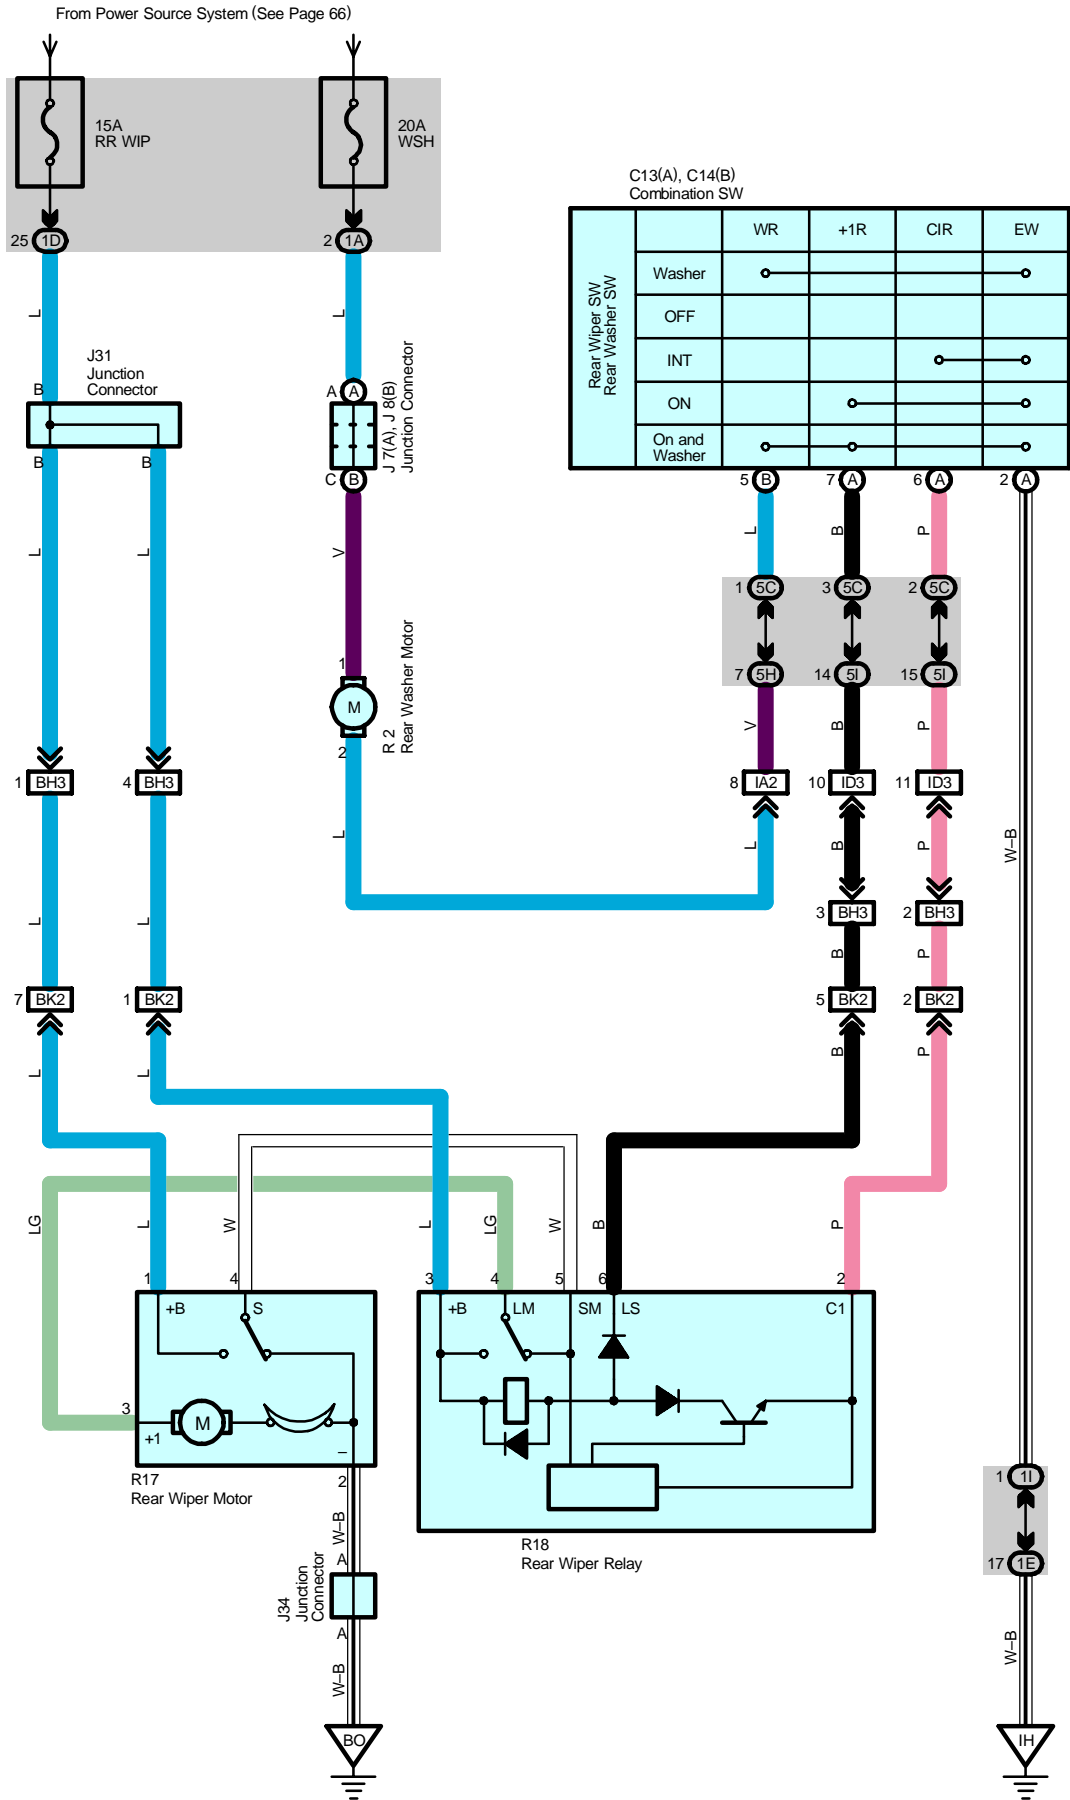 From Power Source System (See Page 66)
15A
RR WIP
20A
WSH
25 1D
2 1A
C13(A), C14(B)
Combination SW
WR +1R CIR EW
Rear Wiper SW
Rear Washer SW
Washer
OFF
INT
ON
On and
Washer
L
L
J31
Junction
Connector
B
B
B
A A
J 7(A), J 8(B)
Junction Connector
C B
5 B
7 A
6 A
2 A
L
L
V
L
B
P
1 5C
3 5C
2 5C
7 5H
14 5I
15 5I
1
M
2
R 2
Rear Washer Motor
V
B
P
1 BH3
4 BH3
8 IA2
10 ID3
11 ID3
L
L
B
P
W–B
L
L
3 BH3
2 BH3
B
P
7 BK2
1 BK2
5 BK2
2 BK2
L
L
B
P
LG
L
W
L
LG
W
B
P
1
4
3
4
5
6
2
+B
S
+B
LM
SM
LS
C1
3
M
+1
–
R17
Rear Wiper Motor
2
R18
Rear Wiper Relay
W–B
A
J34
Junction
Connector
A
W–B
BO
1 1I
17 1E
W–B
IH